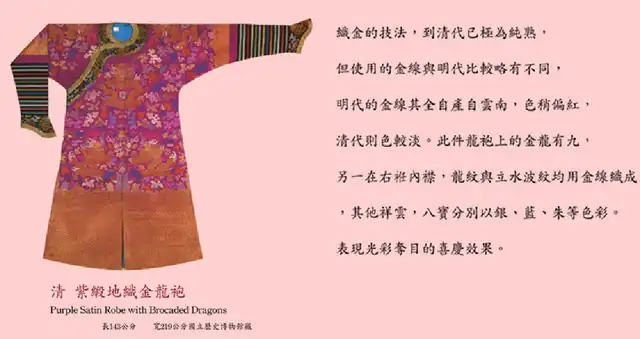 織金的技法，到清代已極為純熟，
但使用的金線與明代比較略有不同，
明代的金線其全自產自雲南，色稍偏紅，
清代則色較淡。此件龍袍上的金龍有九，
另一在右衽內襟，龍紋與立水波紋均用金線織成
，其他祥雲，八寶分別以銀、藍、朱等色彩。
表現光彩奪目的喜慶效果。
清 紫緞地織金龍袍
Purple Satin Robe with Brocaded Dragons
長143公分 寬219公分國立歷史博物館藏